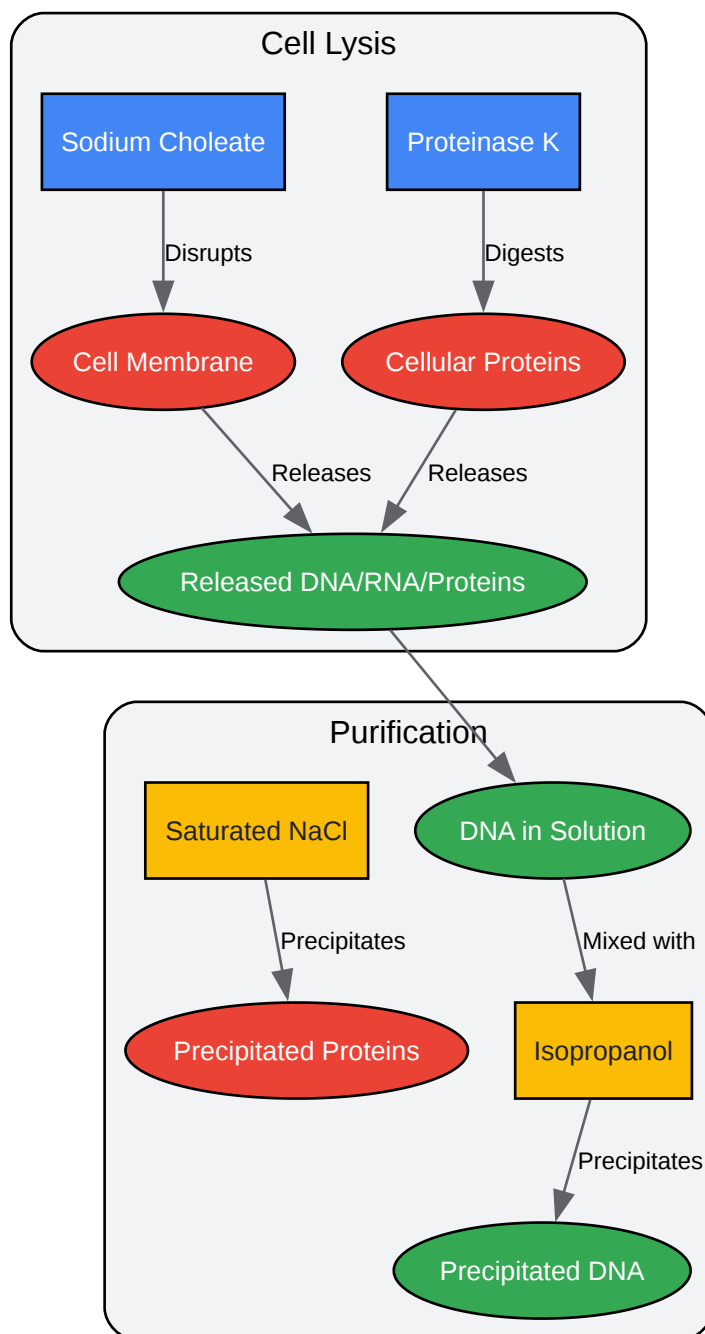 Cell Lysis
Sodium Choleate
Proteinase K
Disrupts
Digests
Cell Membrane
Cellular Proteins
Releases
Releases
Released DNA/RNA/Proteins
Purification
Saturated NaCl
DNA in Solution
Precipitates
Mixed with
Precipitated Proteins
Isopropanol
Precipitates
Precipitated DNA